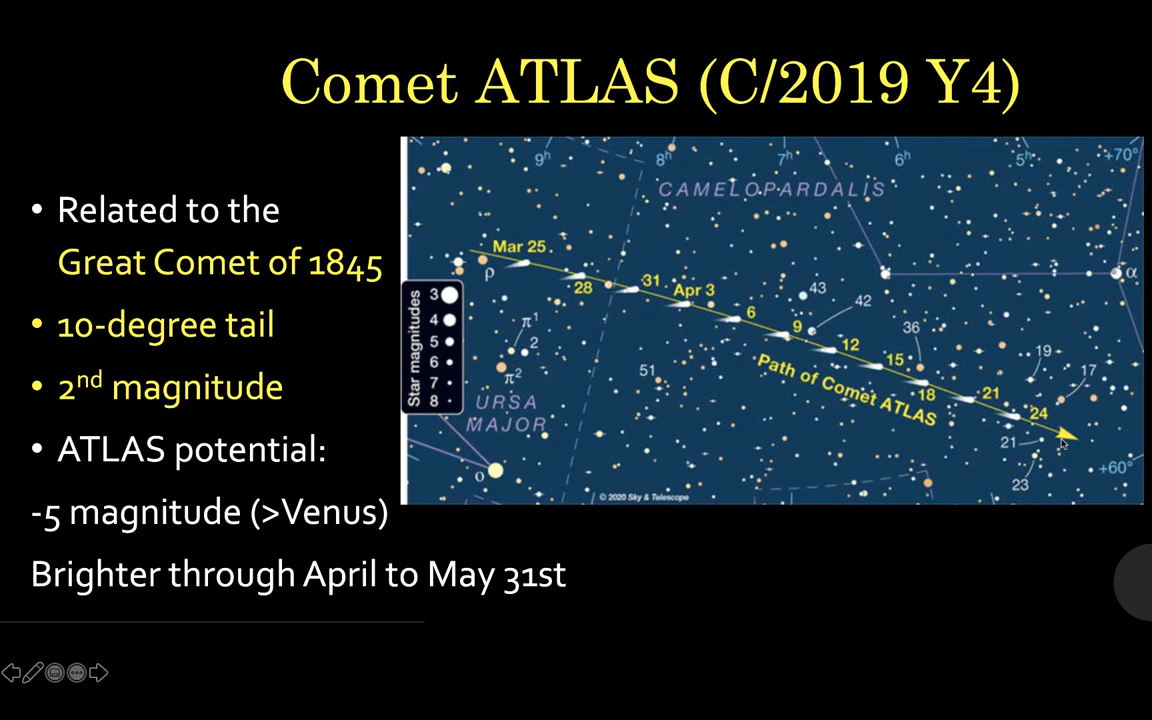 Comet ATLAS (C/2019 Y4)
• Related to the
Great Comet of 1845
• 10-degree tail
• 2nd magnitude
• ATLAS potential:
-5 magnitude (>Venus)
Brighter through April to May 31st
9h
8h
7h
6h
5h
+70°
CAMELOPARDALIS
Mar 25
ρ
28
31
Apr 3
6
9
12
15
18
21
24
Path of Comet ATLAS
43
42
36
19
17
21
23
α
51
π1
2
π2
URSA
MAJOR
ο
+60°
Star magnitudes
3
4
5
6
7
8
© 2020 Sky & Telescope